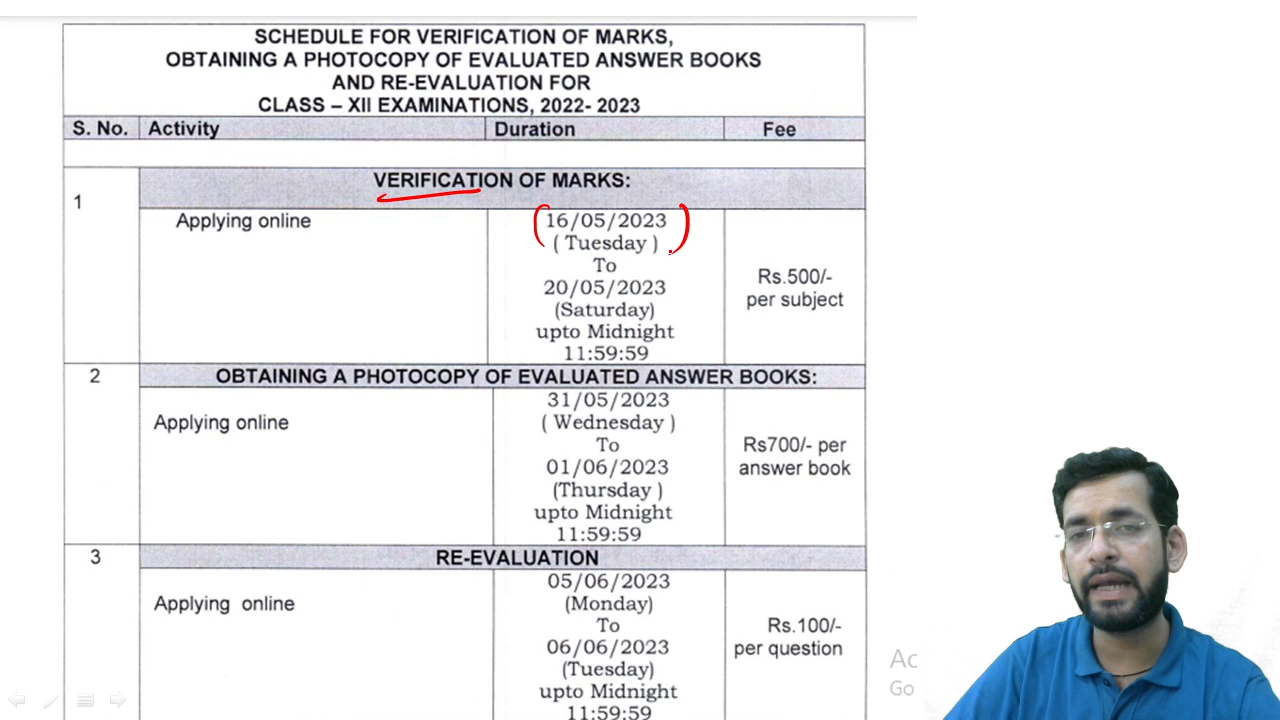 SCHEDULE FOR VERIFICATION OF MARKS,
OBTAINING A PHOTOCOPY OF EVALUATED ANSWER BOOKS
AND RE-EVALUATION FOR
CLASS – XII EXAMINATIONS, 2022- 2023
S. No. Activity Duration Fee
VERIFICATION OF MARKS:
1
Applying online
16/05/2023
( Tuesday )
To
20/05/2023
(Saturday)
upto Midnight
11:59:59
Rs.500/-
per subject
2
OBTAINING A PHOTOCOPY OF EVALUATED ANSWER BOOKS:
Applying online
31/05/2023
( Wednesday )
To
01/06/2023
(Thursday )
upto Midnight
11:59:59
Rs700/- per
answer book
3
RE-EVALUATION
Applying online
05/06/2023
(Monday)
To
06/06/2023
(Tuesday)
upto Midnight
11:59:59
Rs.100/-
per question
Ac
Go